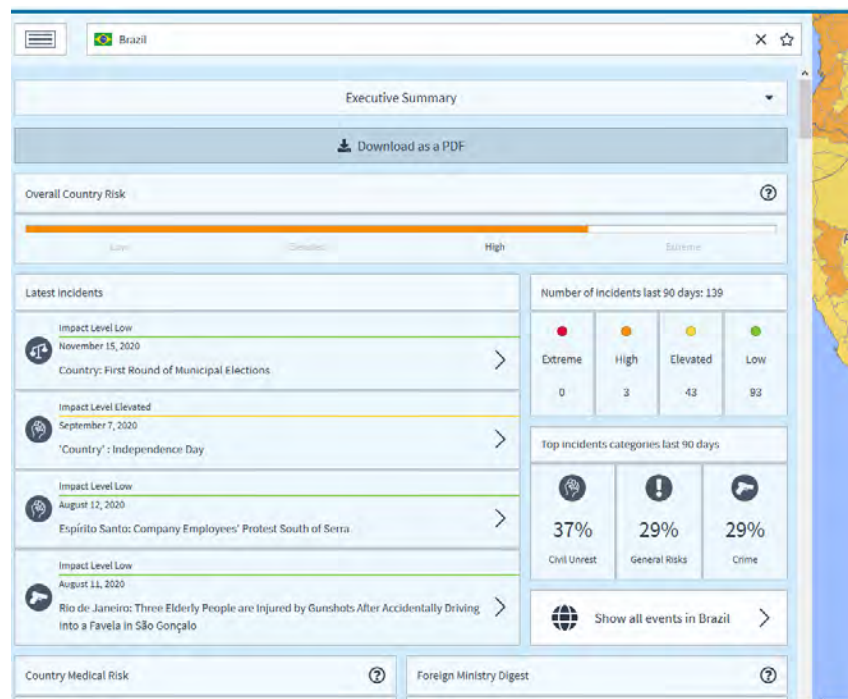 Brazil
Executive Summary
Download as a PDF
Overall Country Risk
Low
Elevated
High
Extreme
Latest Incidents
Impact Level Low
November 15, 2020
Country: First Round of Municipal Elections
Impact Level Elevated
September 7, 2020
'Country' : Independence Day
Impact Level Low
August 12, 2020
Espírito Santo: Company Employees' Protest South of Serra
Impact Level Low
August 11, 2020
Rio de Janeiro: Three Elderly People are Injured by Gunshots After Accidentally Driving
Into a Favela in São Gonçalo
Number of incidents last 90 days: 139
Extreme
0
High
3
Elevated
43
Low
93
Top incidents categories last 90 days
37%
Civil Unrest
29%
General Risks
29%
Crime
Show all events in Brazil
Country Medical Risk
Foreign Ministry Digest